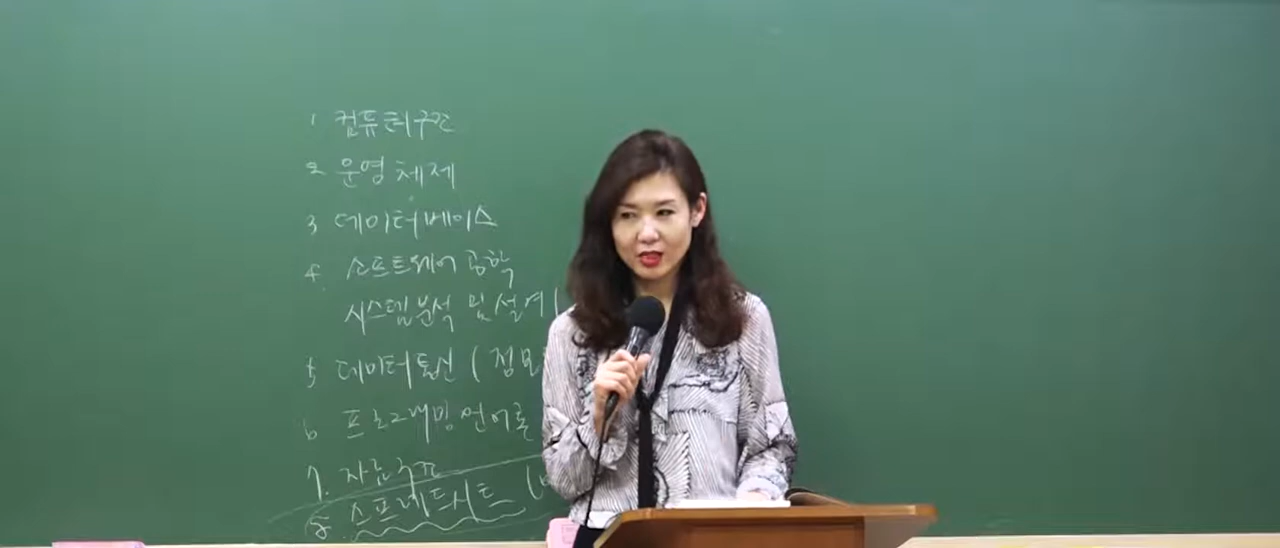 1 컴퓨터구조
2 운영체제
3 데이터베이스
4. 소프트웨어 공학
시스템분석 및 설계
5 데이터통신 (정보
6 프로그래밍언어론
7. 자료구조
8. 스프레드시트 (